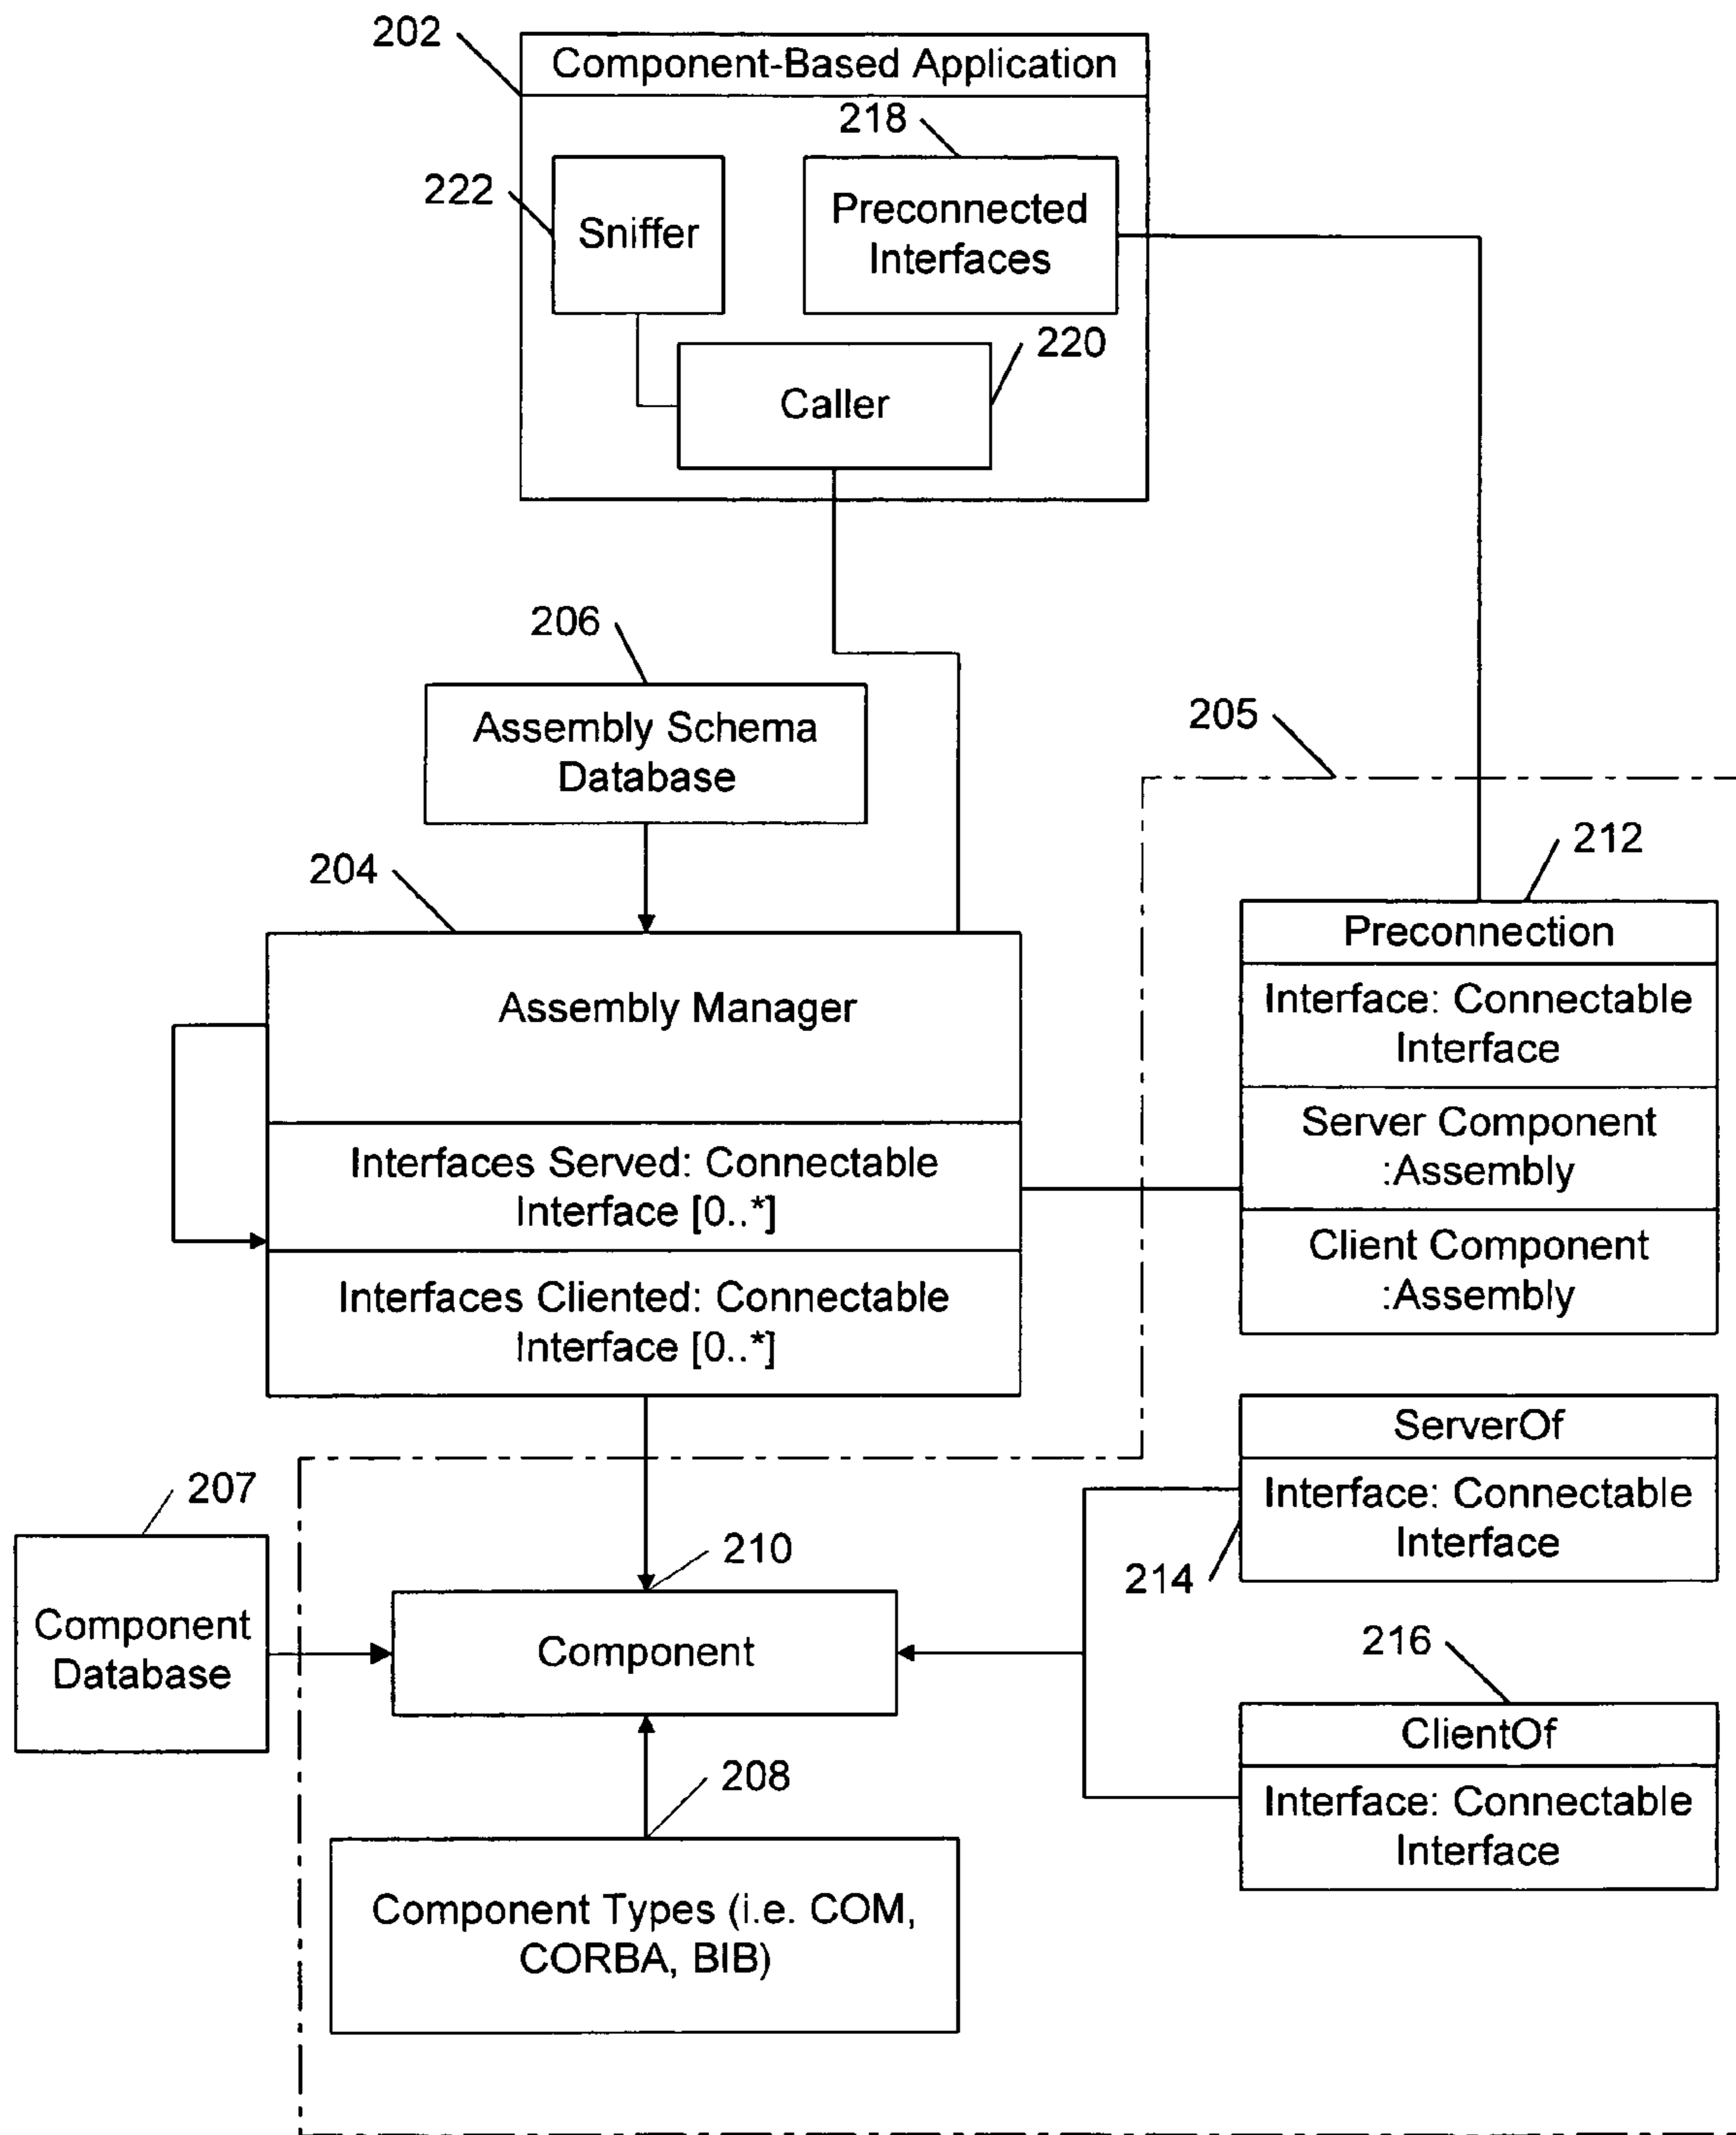 202
Component-Based Application
218
222
Sniffer
Preconnected
Interfaces
220
Caller
206
Assembly Schema
Database
205
212
204
Preconnection
Interface: Connectable
Interface
Assembly Manager
Server Component
:Assembly
Interfaces Served: Connectable
Interface [0..*]
Client Component
:Assembly
Interfaces Cliented: Connectable
Interface [0..*]
ServerOf
207
Interface: Connectable
Interface
210
214
Component
Database
Component
216
ClientOf
208
Interface: Connectable
Interface
Component Types (i.e. COM,
CORBA, BIB)